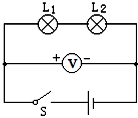 L₁ L₂
+ V -
S